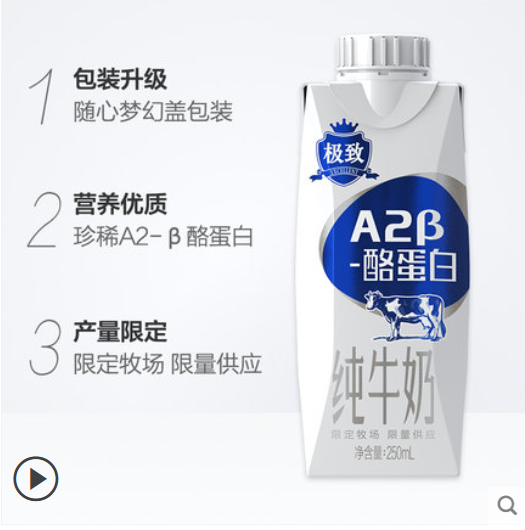 1 包装升级
随心梦幻盖包装
2 营养优质
珍稀A2-β酪蛋白
3 产量限定
限定牧场 限量供应
极致
EXCELLENT
A2β
-酪蛋白
纯牛奶
限定牧场 限量供应
净含量:250mL